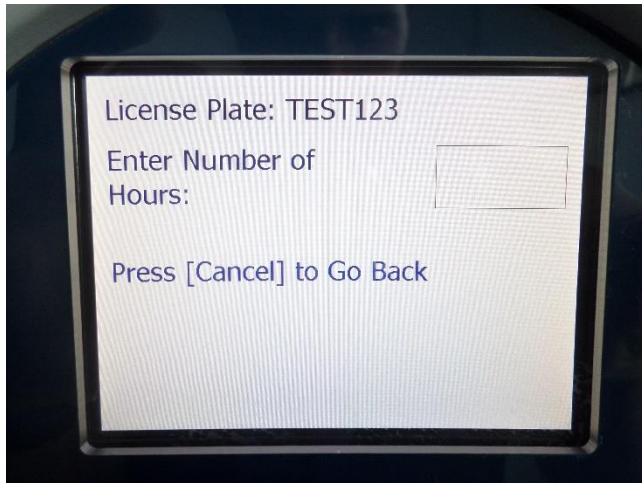 License Plate: TEST123
Enter Number of
Hours:
Press [Cancel] to Go Back